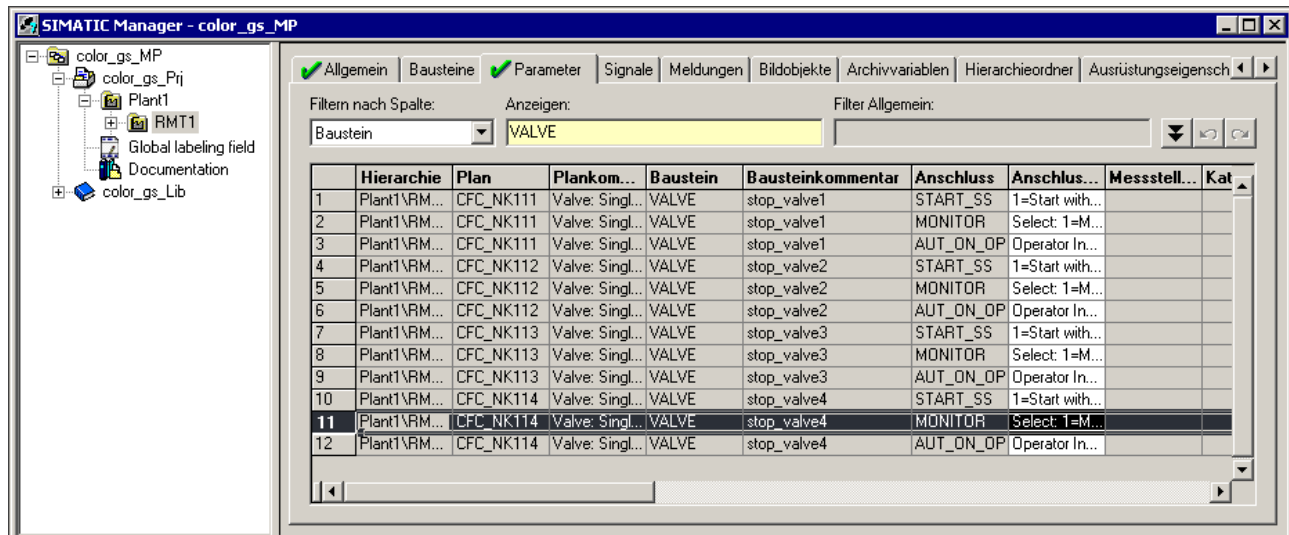 SIMATIC Manager - color_gs_MP
color_gs_MP
color_gs_Prj
Plant1
RMT1
Global labeling field
Documentation
color_gs_Lib
Allgemein Bausteine Parameter Signale Meldungen Bildobjekte Archivvariablen Hierarchieordner Ausrüstungseigensch
Filtern nach Spalte: Anzeigen: Filter Allgemein:
Baustein VALVE
Hierarchie Plan Plankom... Baustein Bausteinkommentar Anschluss Anschlus... Messstell... Kat
1 Plant1\RM... CFC_NK111 Valve: Singl... VALVE stop_valve1 START_SS 1=Start with...
2 Plant1\RM... CFC_NK111 Valve: Singl... VALVE stop_valve1 MONITOR Select: 1=M...
3 Plant1\RM... CFC_NK111 Valve: Singl... VALVE stop_valve1 AUT_ON_OP Operator In...
4 Plant1\RM... CFC_NK112 Valve: Singl... VALVE stop_valve2 START_SS 1=Start with...
5 Plant1\RM... CFC_NK112 Valve: Singl... VALVE stop_valve2 MONITOR Select: 1=M...
6 Plant1\RM... CFC_NK112 Valve: Singl... VALVE stop_valve2 AUT_ON_OP Operator In...
7 Plant1\RM... CFC_NK113 Valve: Singl... VALVE stop_valve3 START_SS 1=Start with...
8 Plant1\RM... CFC_NK113 Valve: Singl... VALVE stop_valve3 MONITOR Select: 1=M...
9 Plant1\RM... CFC_NK113 Valve: Singl... VALVE stop_valve3 AUT_ON_OP Operator In...
10 Plant1\RM... CFC_NK114 Valve: Singl... VALVE stop_valve4 START_SS 1=Start with...
11 Plant1\RM... CFC_NK114 Valve: Singl... VALVE stop_valve4 MONITOR Select: 1=M...
12 Plant1\RM... CFC_NK114 Valve: Singl... VALVE stop_valve4 AUT_ON_OP Operator In...